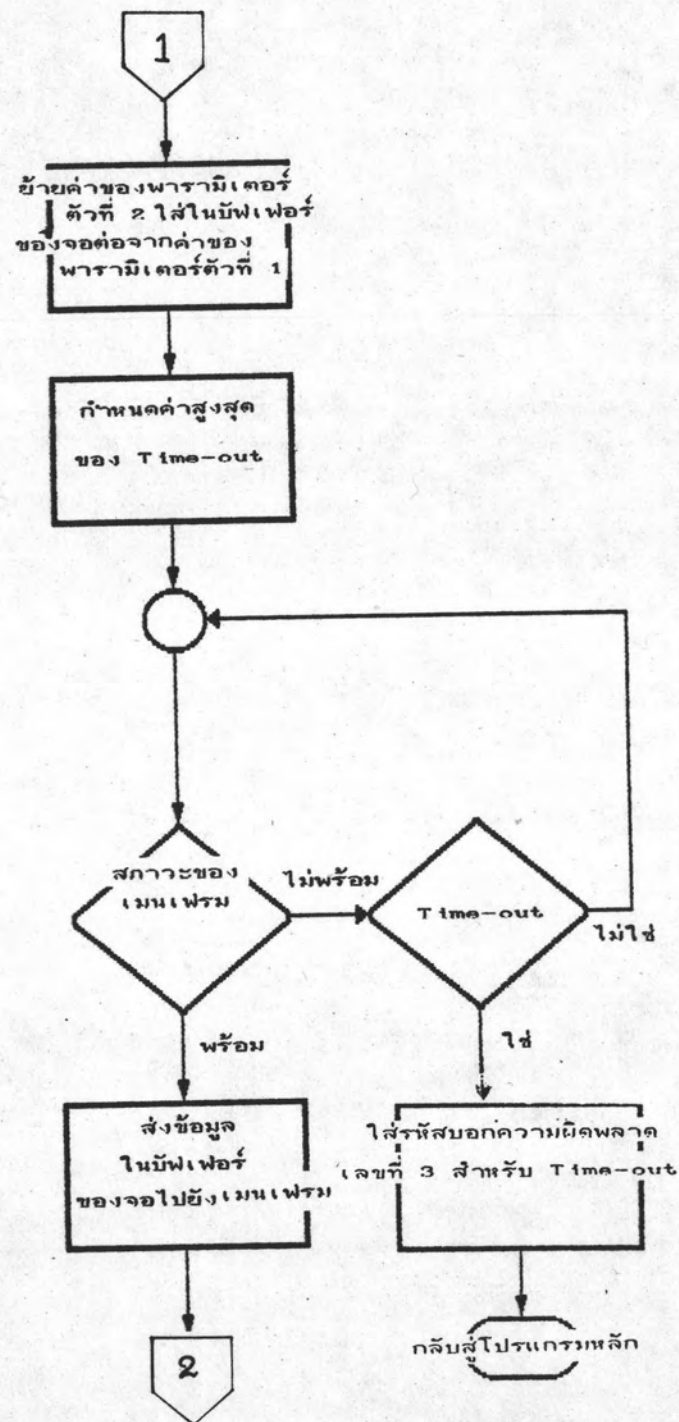 1
ย้ายค่าของพารามิเตอร์
ตัวที่ 2 ใส่ในบัฟเฟอร์
ของจอต่อจากค่าของ
พารามิเตอร์ตัวที่ 1
กำหนดค่าสูงสุด
ของ Time-out
สภาวะของ
เมนเฟรม
ไม่พร้อม
Time-out
ไม่ใช่
พร้อม
ใช่
ส่งข้อมูล
ในบัฟเฟอร์
ของจอไปยังเมนเฟรม
ใส่รหัสบอกความผิดพลาด
เลขที่ 3 สำหรับ Time-out
กลับสู่โปรแกรมหลัก
2